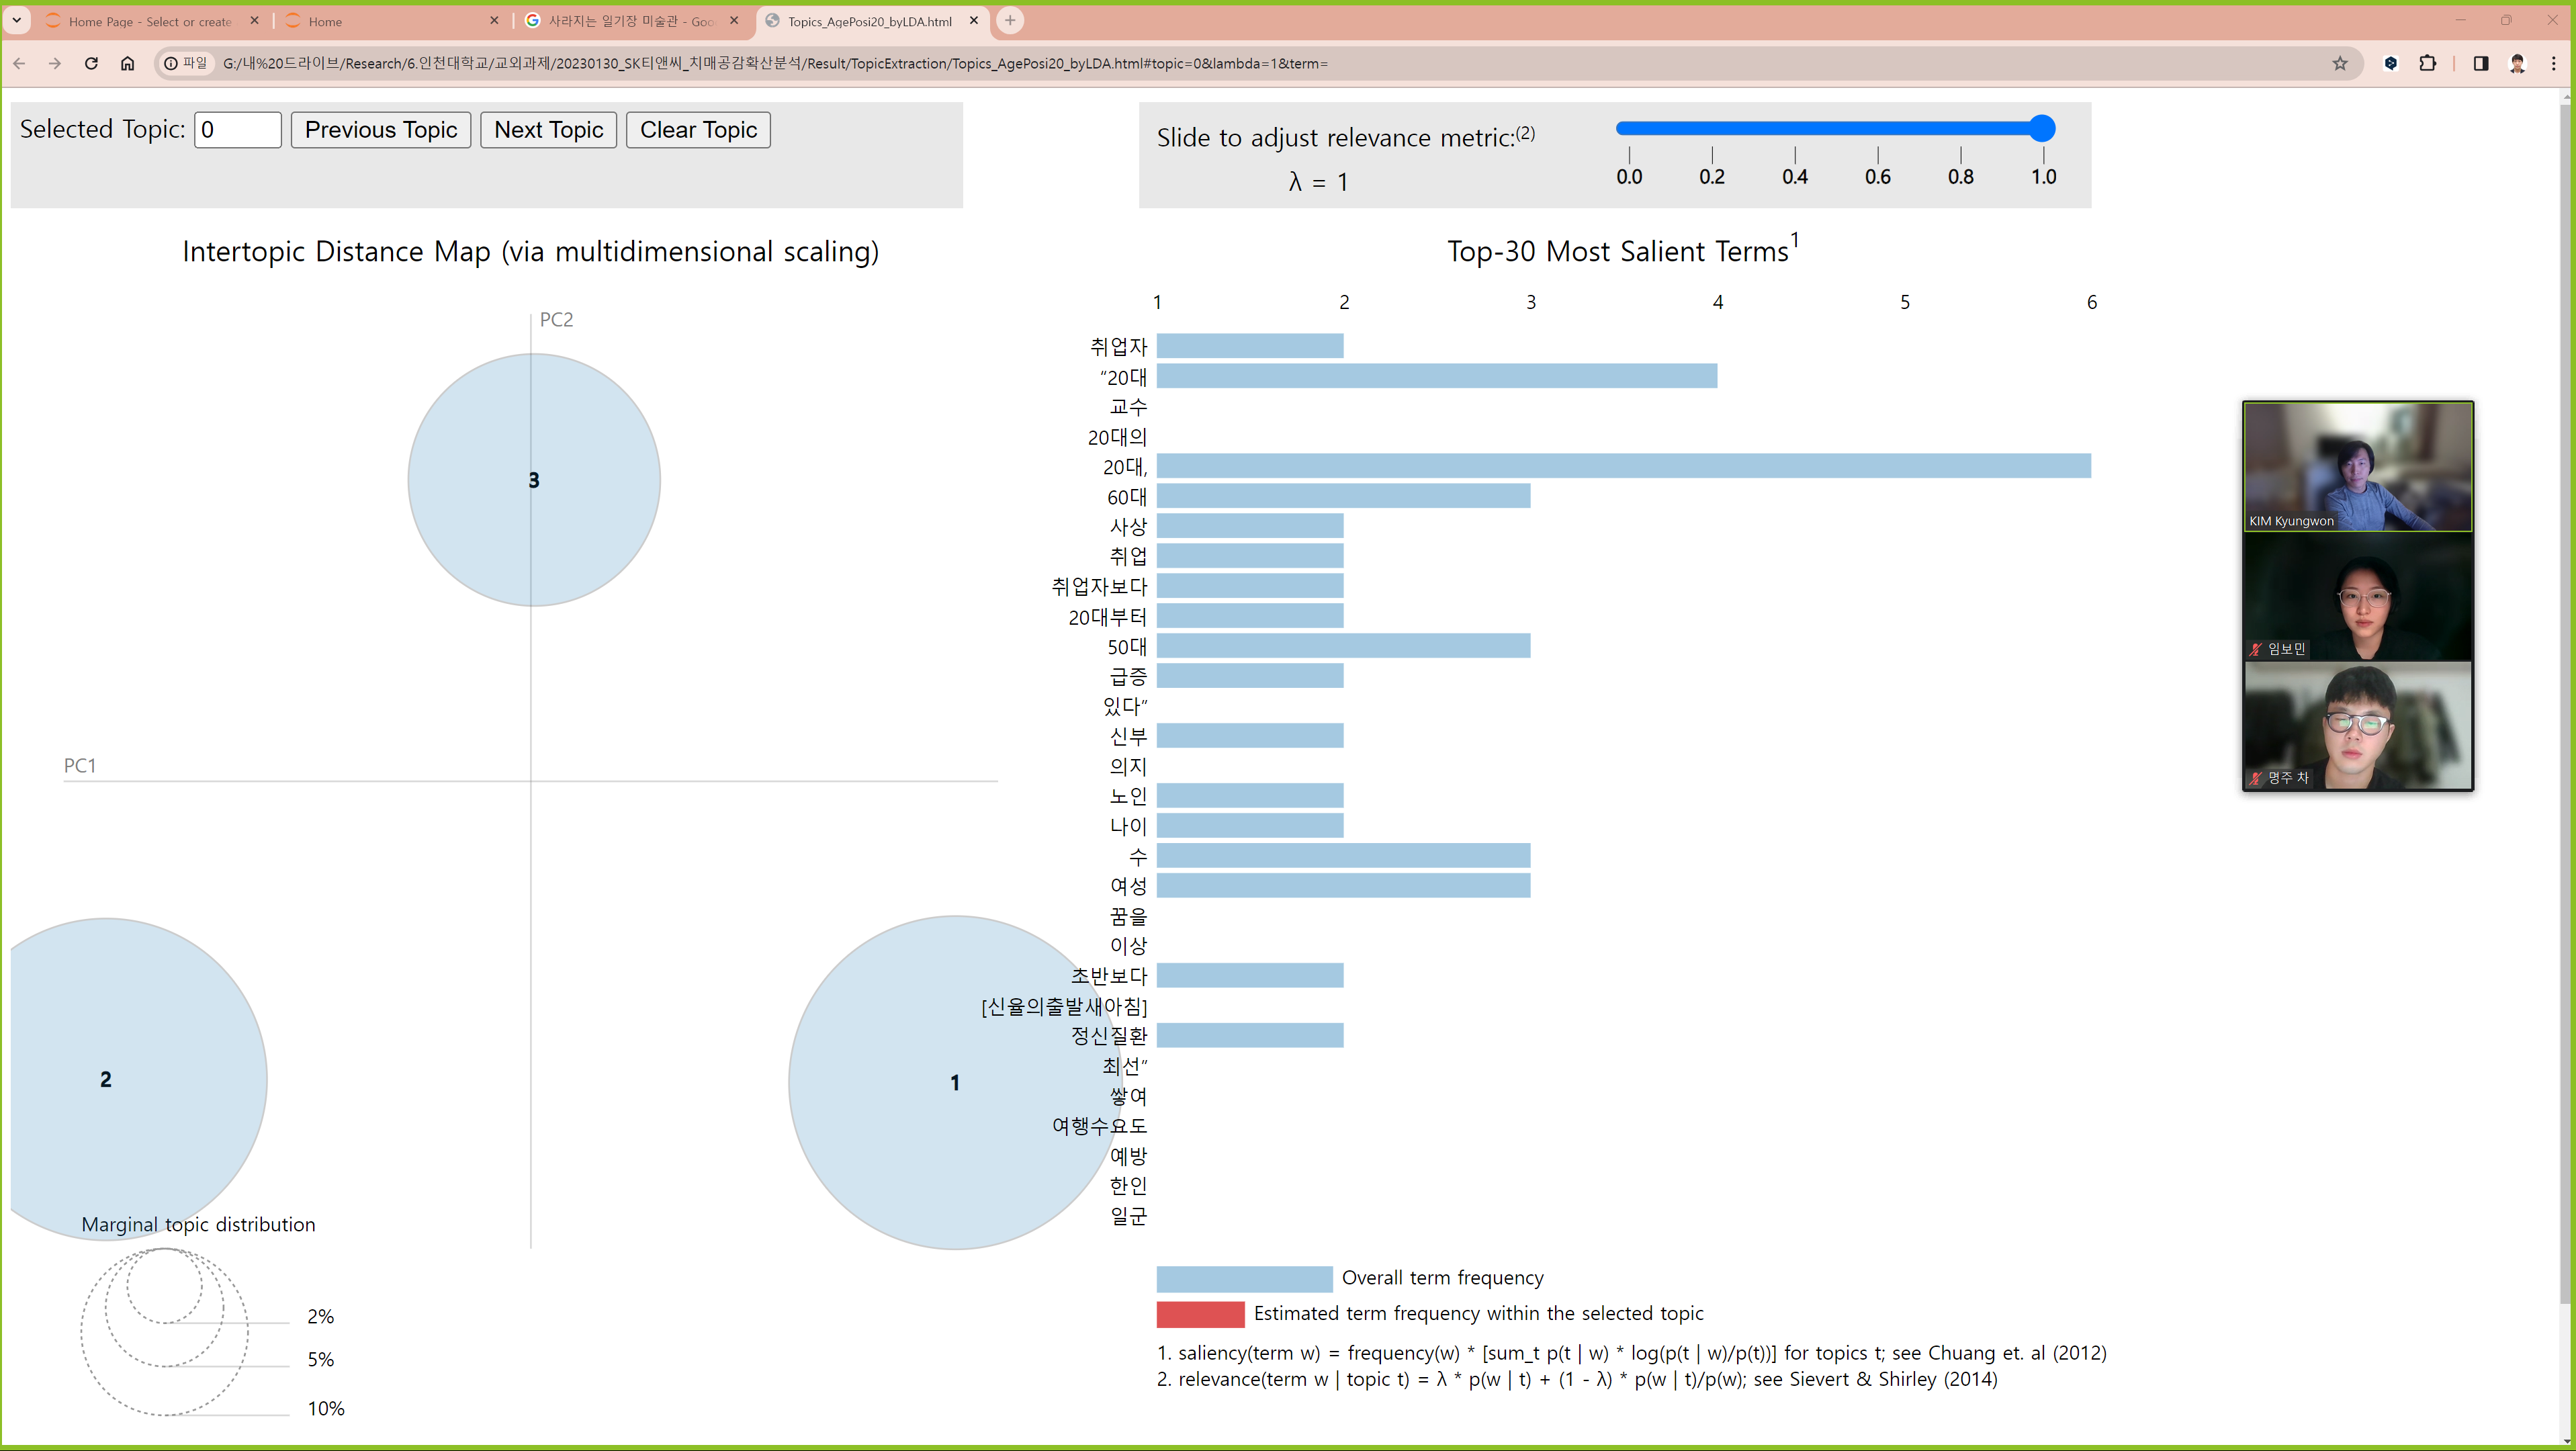 Home Page - Select or create
Home
사라지는 일기장 미술관 - Goo
Topics_AgePosi20_byLDA.html
파일
G:/내%20드라이브/Research/6.인천대학교/교외과제/20230130_SK티앤씨_치매공감확산분석/Result/TopicExtraction/Topics_AgePosi20_byLDA.html#topic=0&lambda=1&term=
Selected Topic: 0 Previous Topic Next Topic Clear Topic
Slide to adjust relevance metric:(2)
λ = 1
0.0 0.2 0.4 0.6 0.8 1.0
Intertopic Distance Map (via multidimensional scaling)
PC2
PC1
3
2
1
Marginal topic distribution
2%
5%
10%
Top-30 Most Salient Terms1
1 2 3 4 5 6
취업자
“20대
교수
20대의
20대,
60대
사상
취업
취업자보다
20대부터
50대
급증
있다”
신부
의지
노인
나이
수
여성
꿈을
이상
초반보다
[신율의출발새아침]
정신질환
최선”
쌓여
여행수요도
예방
한인
일군
Overall term frequency
Estimated term frequency within the selected topic
1. saliency(term w) = frequency(w) * [sum_t p(t | w) * log(p(t | w)/p(t))] for topics t; see Chuang et. al (2012)
2. relevance(term w | topic t) = λ * p(w | t) + (1 - λ) * p(w | t)/p(w); see Sievert & Shirley (2014)
KIM Kyungwon
임보민
명주 차